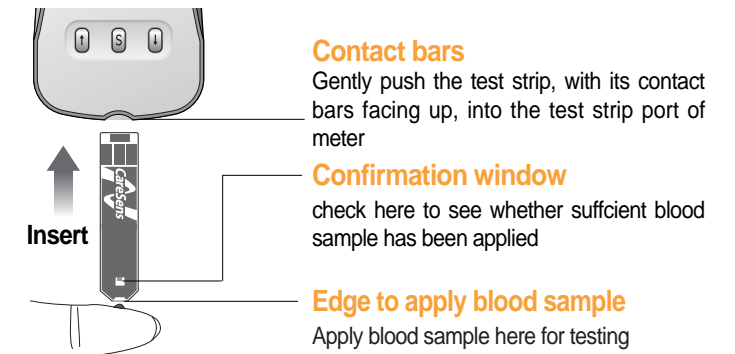 ↑ S ↓
Contact bars
Gently push the test strip, with its contact
bars facing up, into the test strip port of
meter
CareSens
Confirmation window
check here to see whether suffcient blood
sample has been applied
Insert
Edge to apply blood sample
Apply blood sample here for testing